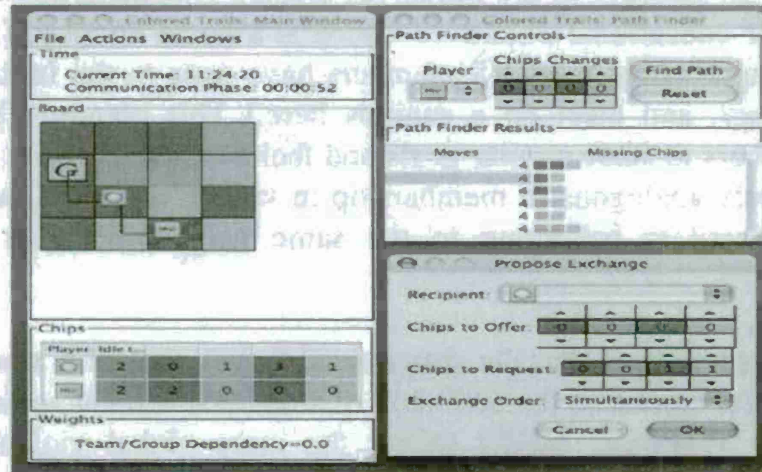 Colored Trails: Main Window
File Actions Windows
Time
Current Time: 11:24:20
Communication Phase: 00:00:52
Board
G
Chips
Player
2 0 1 3 1
2 2 0 0 0
Weights
Team/Group Dependency=0.0
Colored Trails: Path Finder
Path Finder Controls
Player
Chips Changes
0 0 0 0
Find Path
Reset
Path Finder Results
Moves Missing Chips
4
4
4
Propose Exchange
Recipient:
Chips to Offer: 0 0 0 0
Chips to Request: 0 0 1 1
Exchange Order: Simultaneously
Cancel OK